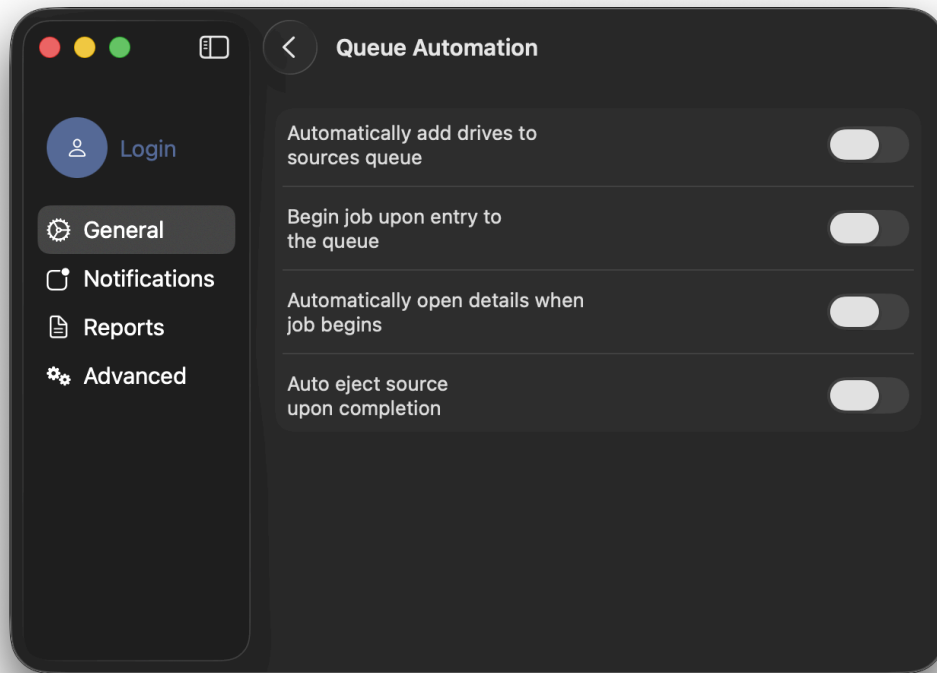 Login
General
Notifications
Reports
Advanced
Queue Automation
Automatically add drives to
sources queue
Begin job upon entry to
the queue
Automatically open details when
job begins
Auto eject source
upon completion